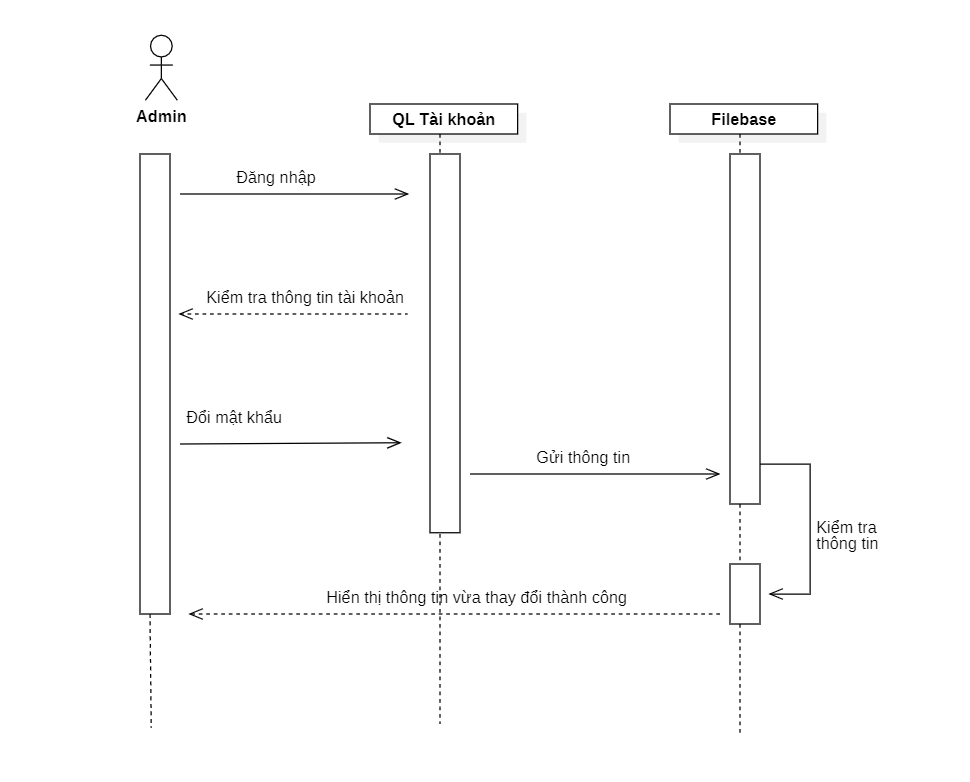 Admin
QL Tài khoản
Filebase
Đăng nhập
Kiểm tra thông tin tài khoản
Đổi mật khẩu
Gửi thông tin
Kiểm tra
thông tin
Hiển thị thông tin vừa thay đổi thành công